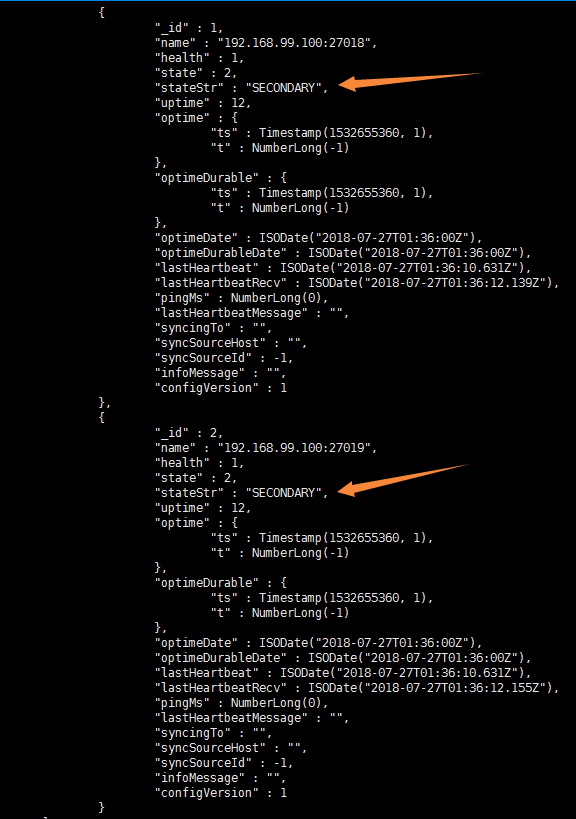 {
"_id" : 1,
"name" : "192.168.99.100:27018",
"health" : 1,
"state" : 2,
"stateStr" : "SECONDARY",
"uptime" : 12,
"optime" : {
"ts" : Timestamp(1532655360, 1),
"t" : NumberLong(-1)
},
"optimeDurable" : {
"ts" : Timestamp(1532655360, 1),
"t" : NumberLong(-1)
},
"optimeDate" : ISODate("2018-07-27T01:36:00Z"),
"optimeDurableDate" : ISODate("2018-07-27T01:36:00Z"),
"lastHeartbeat" : ISODate("2018-07-27T01:36:10.631Z"),
"lastHeartbeatRecv" : ISODate("2018-07-27T01:36:12.139Z"),
"pingMs" : NumberLong(0),
"lastHeartbeatMessage" : "",
"syncingTo" : "",
"syncSourceHost" : "",
"syncSourceId" : -1,
"infoMessage" : "",
"configVersion" : 1
},
{
"_id" : 2,
"name" : "192.168.99.100:27019",
"health" : 1,
"state" : 2,
"stateStr" : "SECONDARY",
"uptime" : 12,
"optime" : {
"ts" : Timestamp(1532655360, 1),
"t" : NumberLong(-1)
},
"optimeDurable" : {
"ts" : Timestamp(1532655360, 1),
"t" : NumberLong(-1)
},
"optimeDate" : ISODate("2018-07-27T01:36:00Z"),
"optimeDurableDate" : ISODate("2018-07-27T01:36:00Z"),
"lastHeartbeat" : ISODate("2018-07-27T01:36:10.631Z"),
"lastHeartbeatRecv" : ISODate("2018-07-27T01:36:12.155Z"),
"pingMs" : NumberLong(0),
"lastHeartbeatMessage" : "",
"syncingTo" : "",
"syncSourceHost" : "",
"syncSourceId" : -1,
"infoMessage" : "",
"configVersion" : 1
}